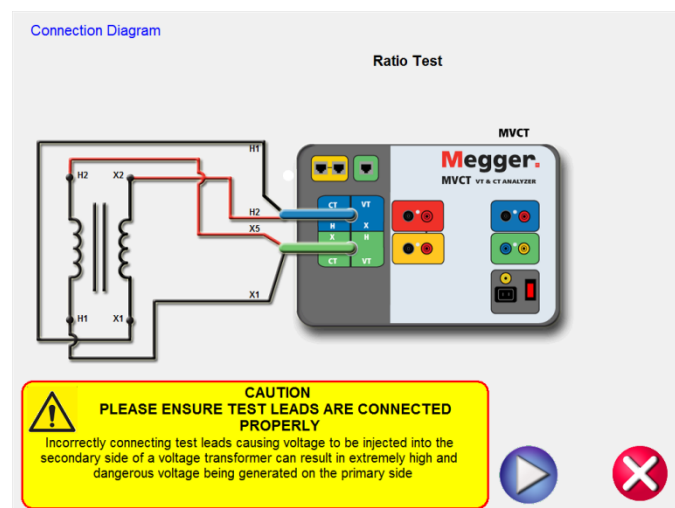 Connection Diagram
Ratio Test
MVCT
Megger.
MVCT VT & CT ANALYZER
H1
H2
X2
CT
VT
H2
H
X
X5
X
H
CT
VT
X1
H1
X1
CAUTION
PLEASE ENSURE TEST LEADS ARE CONNECTED
PROPERLY
Incorrectly connecting test leads causing voltage to be injected into the
secondary side of a voltage transformer can result in extremely high and
dangerous voltage being generated on the primary side